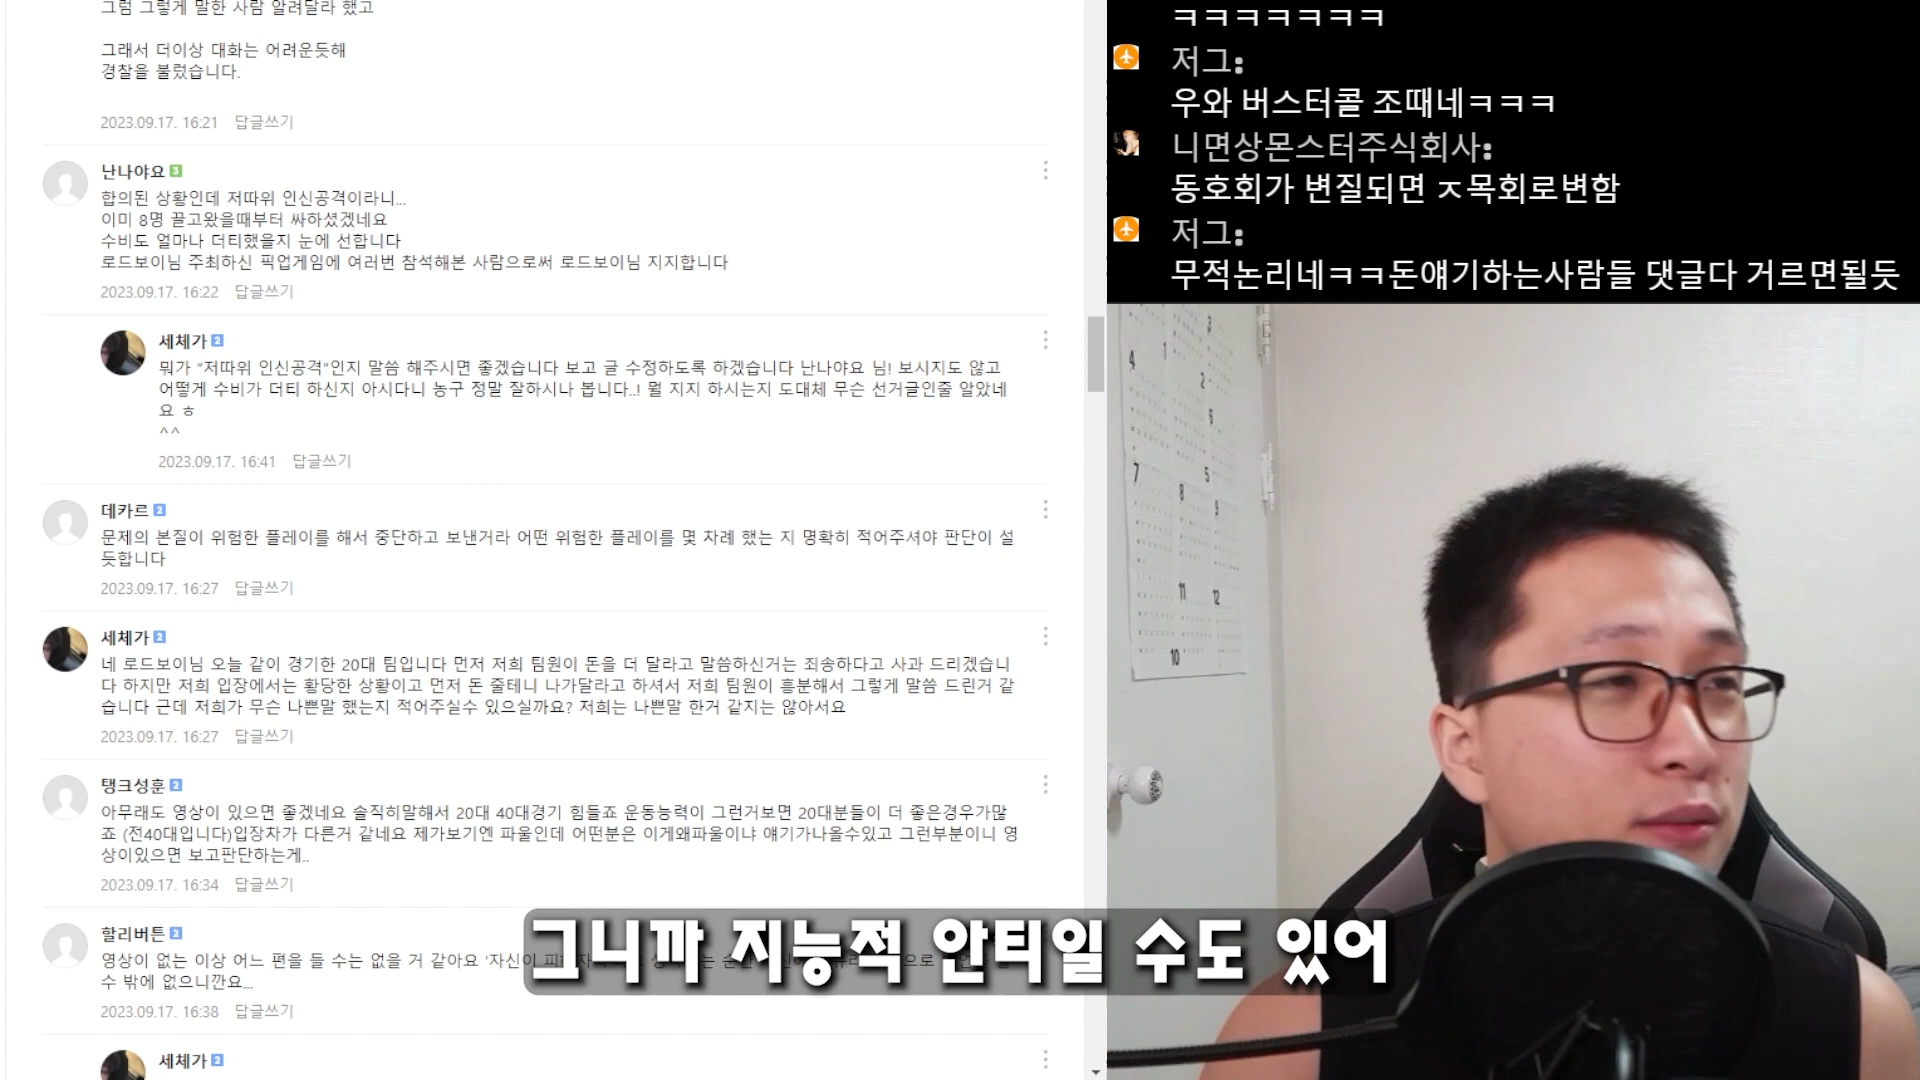 그럼 그렇게 말한 사람 알려달라 했고
그래서 더이상 대화는 어려운듯해
경찰을 불렀습니다.
2023.09.17. 16:21 답글쓰기
난나야요 3
합의된 상황인데 저따위 인신공격이라니...
이미 8명 끌고왔을때부터 싸하셨겠네요
수비도 얼마나 더티했을지 눈에 선합니다
로드보이님 주최하신 픽업게임에 여러번 참석해본 사람으로써 로드보이님 지지합니다
2023.09.17. 16:22 답글쓰기
세체가 2
뭐가 "저따위 인신공격"인지 말씀 해주시면 좋겠습니다 보고 글 수정하도록 하겠습니다 난나야요 님! 보시지도 않고
어떻게 수비가 더티 하신지 아시다니 농구 정말 잘하시나 봅니다..! 뭘 지지 하시는지 도대체 무슨 선거글인줄 알았네
요 ㅎ
^^
2023.09.17. 16:41 답글쓰기
데카르 2
문제의 본질이 위험한 플레이를 해서 중단하고 보낸거라 어떤 위험한 플레이를 몇 차례 했는 지 명확히 적어주셔야 판단이 설
듯합니다
2023.09.17. 16:27 답글쓰기
세체가 2
네 로드보이님 오늘 같이 경기한 20대 팀입니다 먼저 저희 팀원이 돈을 더 달라고 말씀하신거는 죄송하다고 사과 드리겠습니
다 하지만 저희 입장에서는 황당한 상황이고 먼저 돈 줄테니 나가달라고 하셔서 저희 팀원이 흥분해서 그렇게 말씀 드린거 같
습니다 근데 저희가 무슨 나쁜말 했는지 적어주실수 있으실까요? 저희는 나쁜말 한거 같지는 않아서요
2023.09.17. 16:27 답글쓰기
탱크성훈 2
아무래도 영상이 있으면 좋겠네요 솔직히말해서 20대 40대경기 힘들죠 운동능력이 그런거보면 20대분들이 더 좋은경우가많
죠 (전40대입니다)입장차가 다른거 같네요 제가보기엔 파울인데 어떤분은 이게왜파울이냐 얘기가나올수있고 그런부분이니 영
상이있으면 보고판단하는게..
2023.09.17. 16:34 답글쓰기
할리버튼 2
영상이 없는 이상 어느 편을 들 수는 없을 거 같아요 '자신이
수 밖에 없으니깐요...
2023.09.17. 16:38 답글쓰기
세체가 2
ㅋㅋㅋㅋㅋㅋㅋ
저그:
우와 버스터콜 조때네ㅋㅋㅋ
니면상몬스터주식회사:
동호회가 변질되면 ㅈ목회로변함
저그:
무적논리네ㅋㅋ돈얘기하는사람들 댓글다 거르면될듯
4
1
3
2
6
7
8
5
9
10
11
12
그니까 지능적 안티일 수도 있어